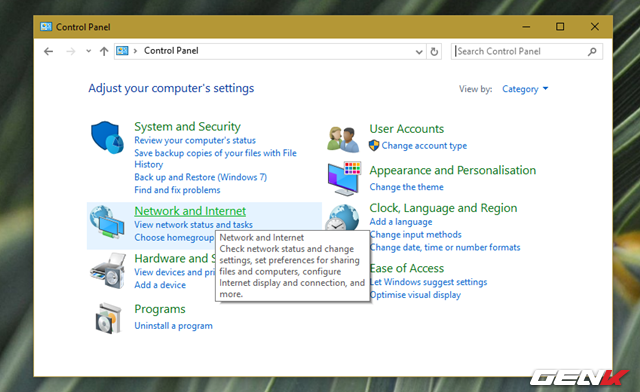 Control Panel
Control Panel
Search Control Panel
Adjust your computer's settings
View by: Category
System and Security
Review your computer's status
Save backup copies of your files with File
History
Back up and Restore (Windows 7)
Find and fix problems
Network and Internet
View network status and tasks
Choose homegroup
Network and Internet
Check network status and change
settings, set preferences for sharing
files and computers, configure
Internet display and connection, and
more.
Hardware and S
View devices and pri
Add a device
Programs
Uninstall a program
User Accounts
Change account type
Appearance and Personalisation
Change the theme
Clock, Language and Region
Add a language
Change input methods
Change date, time or number formats
Ease of Access
Let Windows suggest settings
Optimise visual display
GENK